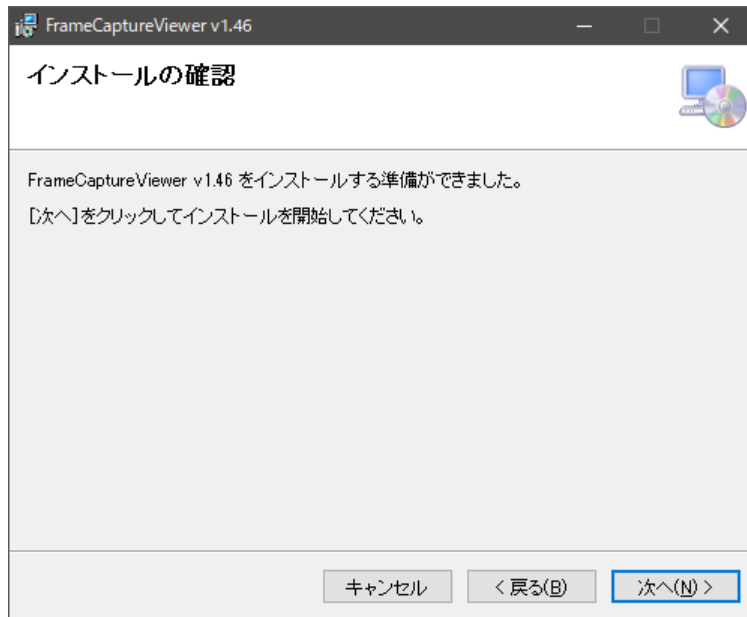 FrameCaptureViewer v1.46
インストールの確認
FrameCaptureViewer v1.46 をインストールする準備ができました。
[次へ]をクリックしてインストールを開始してください。
キャンセル
< 戻る(B)
次へ(N) >